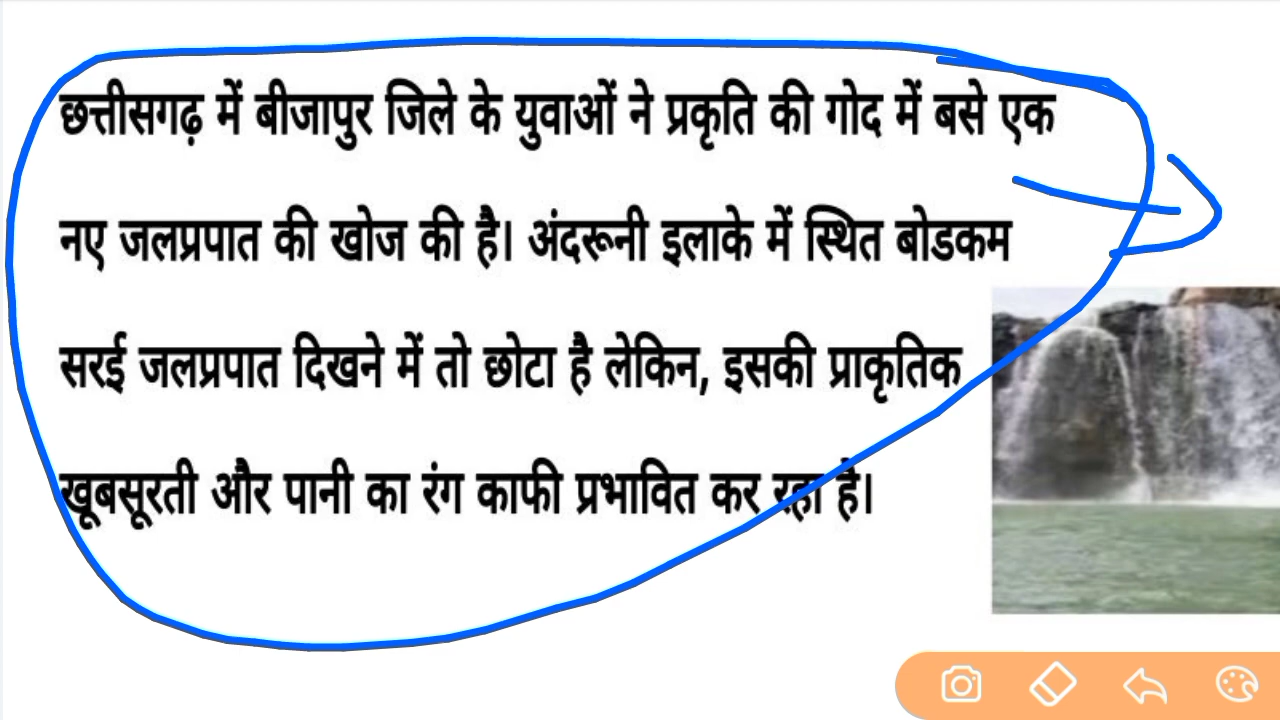 छत्तीसगढ़ में बीजापुर जिले के युवाओं ने प्रकृति की गोद में बसे एक
नए जलप्रपात की खोज की है। अंदरूनी इलाके में स्थित बोडकम
सरई जलप्रपात दिखने में तो छोटा है लेकिन, इसकी प्राकृतिक
खूबसूरती और पानी का रंग काफी प्रभावित कर रहा है।